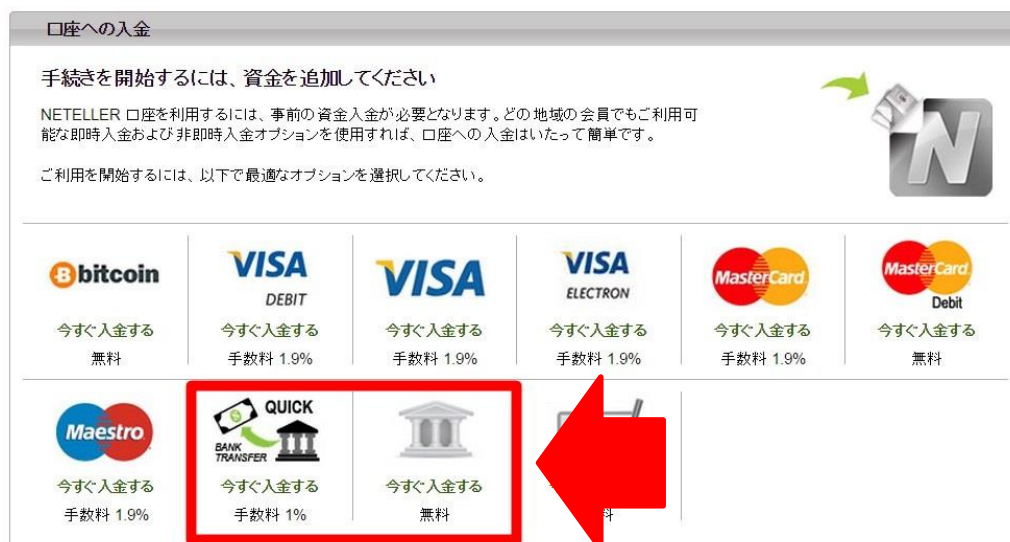 口座への入金
手続きを開始するには、資金を追加してください
NETELLER 口座を利用するには、事前の資金入金が必要となります。どの地域の会員でもご利用可
能な即時入金および非即時入金オプションを使用すれば、口座への入金はいたって簡単です。
ご利用を開始するには、以下で最適なオプションを選択してください。
N
bitcoin
VISA
DEBIT
VISA
VISA
ELECTRON
MasterCard
MasterCard
Debit
今すぐ入金する 今すぐ入金する 今すぐ入金する 今すぐ入金する 今すぐ入金する 今すぐ入金する
無料 手数料 1.9% 手数料 1.9% 手数料 1.9% 手数料 1.9% 無料
Maestro
QUICK
BANK
TRANSFER
今すぐ入金する 今すぐ入金する 今すぐ入金する
手数料 1.9% 手数料 1% 無料